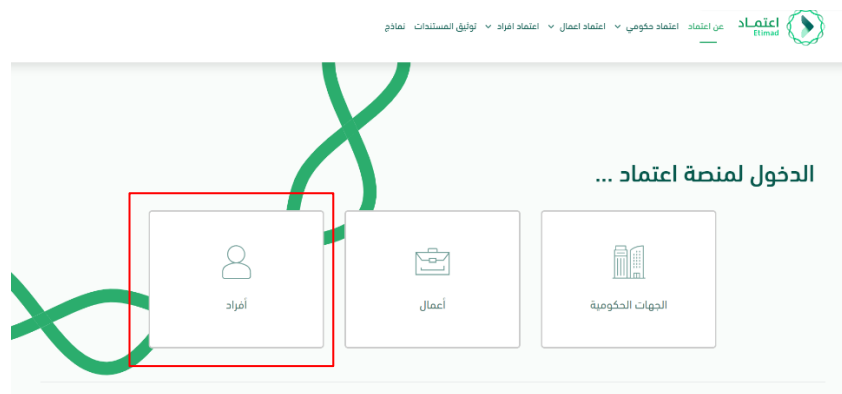 اعتمـاد
Etimad
عن اعتماد اعتماد حكومي اعتماد اعمال اعتماد افراد توثيق المستندات نماذج
الدخول لمنصة اعتماد ...
الجهات الحكومية
أعمال
أفراد